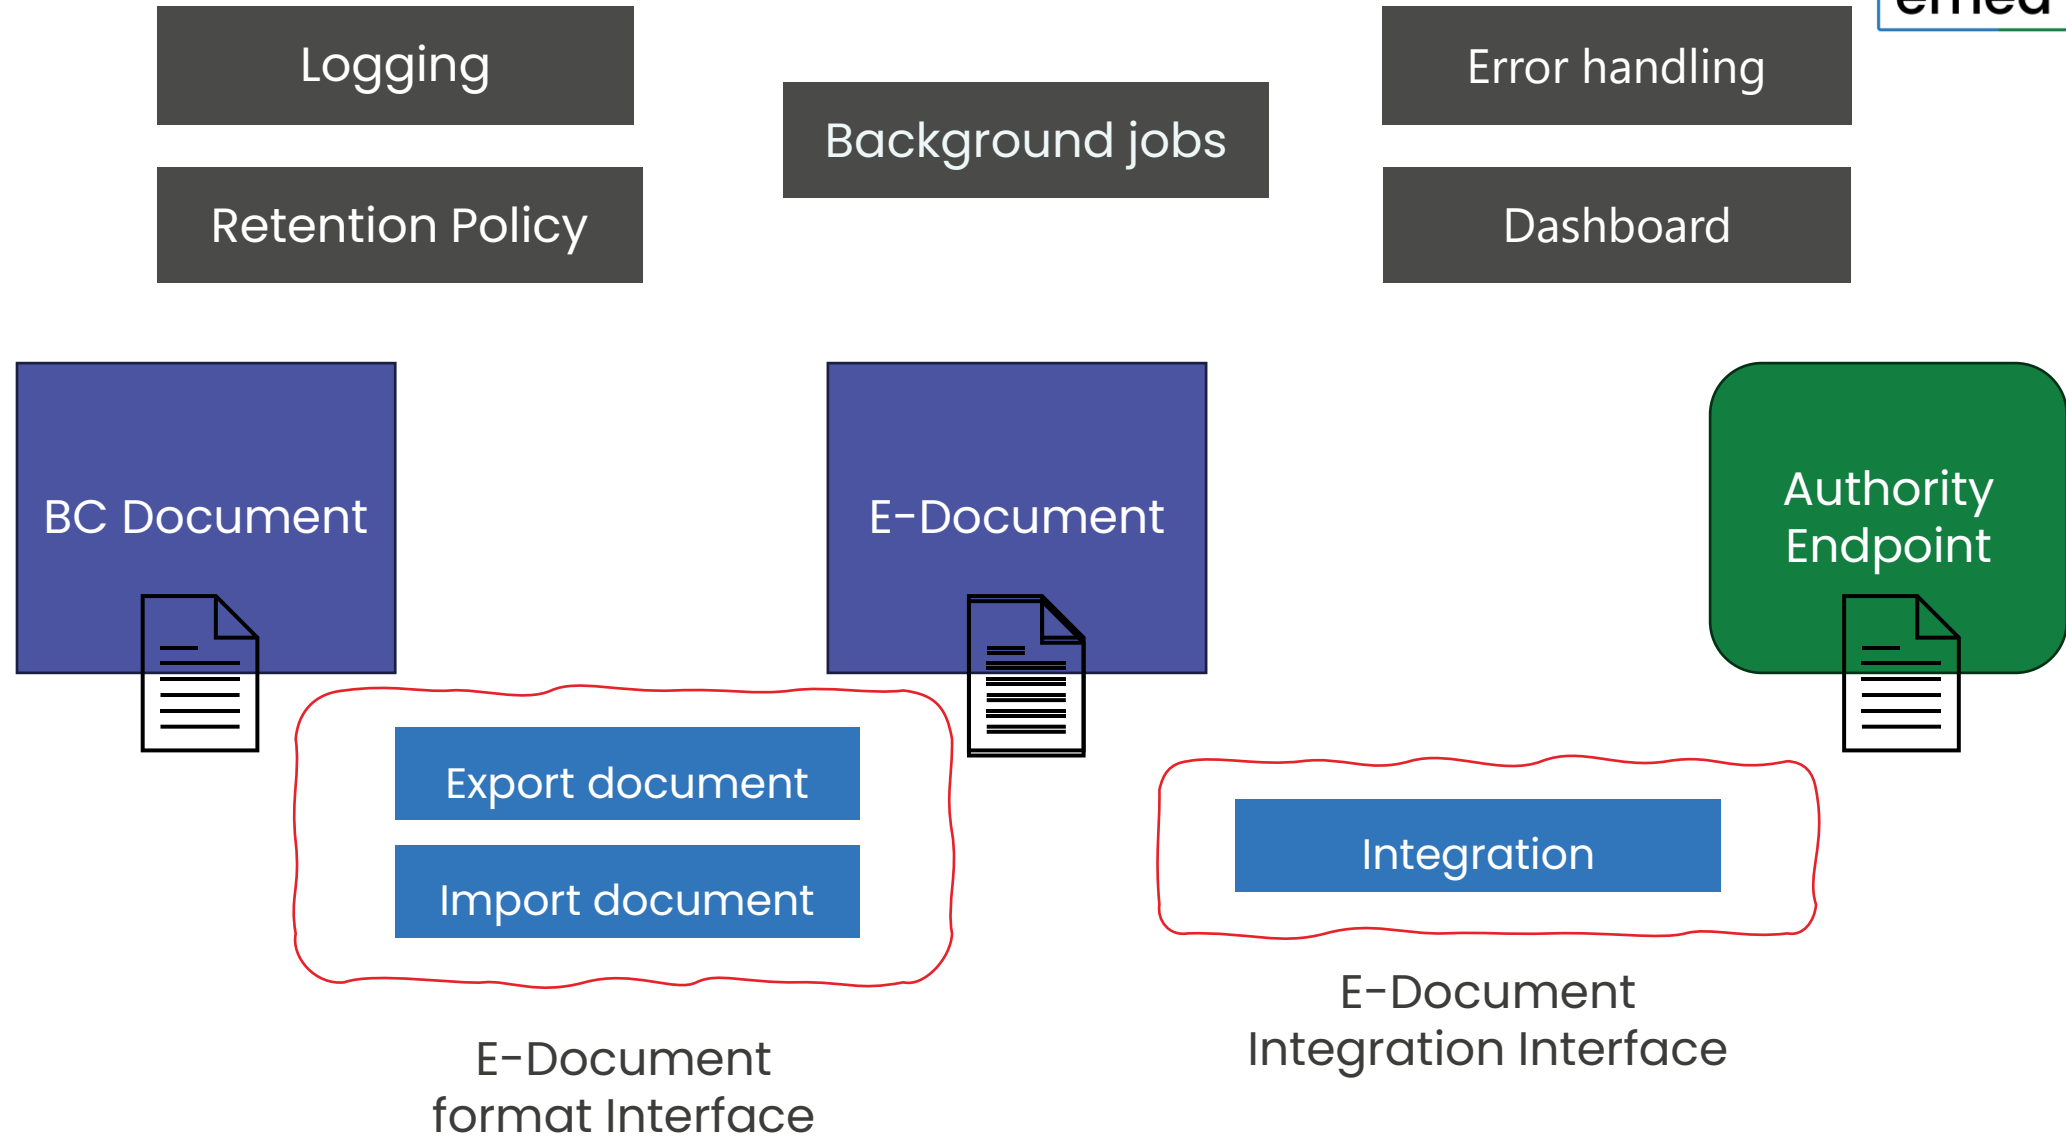 Logging
Error handling
Background jobs
Retention Policy
Dashboard
BC Document
E-Document
Authority
Endpoint
Export document
Import document
Integration
E-Document
Integration Interface
E-Document
format Interface